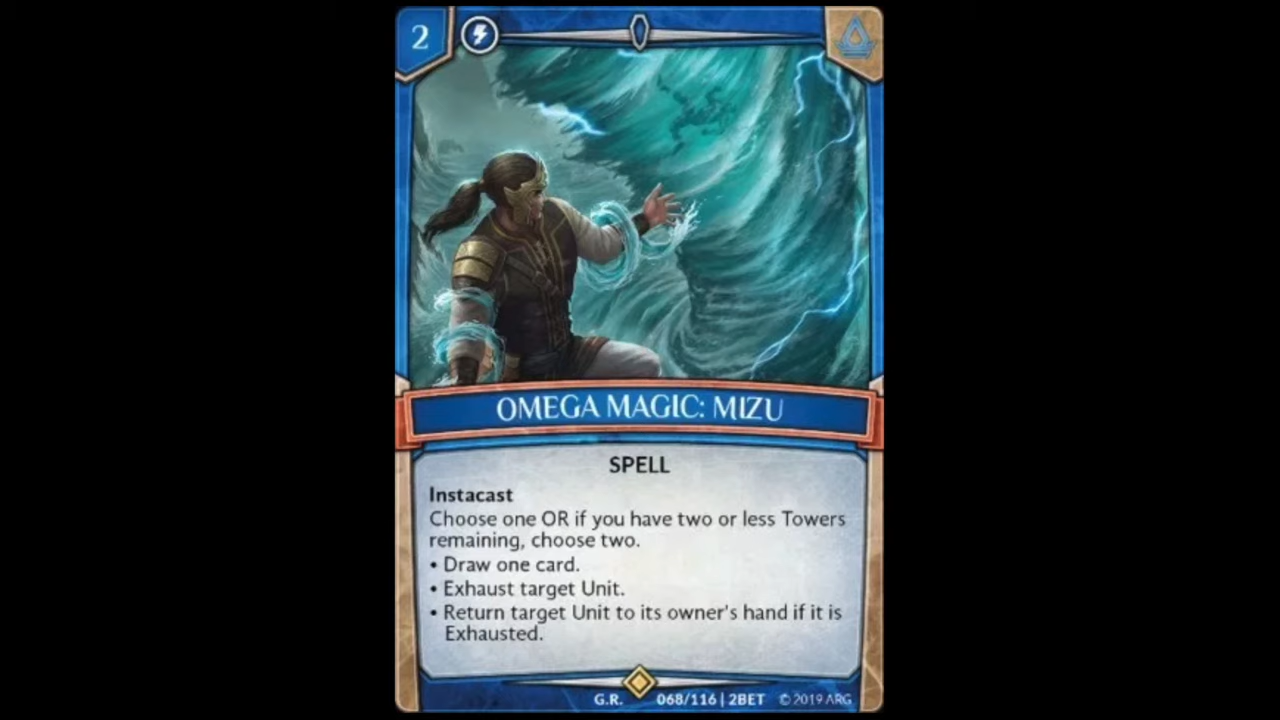 2
OMEGA MAGIC: MIZU
SPELL
Instacast
Choose one OR if you have two or less Towers
remaining, choose two.
• Draw one card.
• Exhaust target Unit.
• Return target Unit to its owner's hand if it is
Exhausted.
G.R. 068/116 | 2BET © 2019 ARG